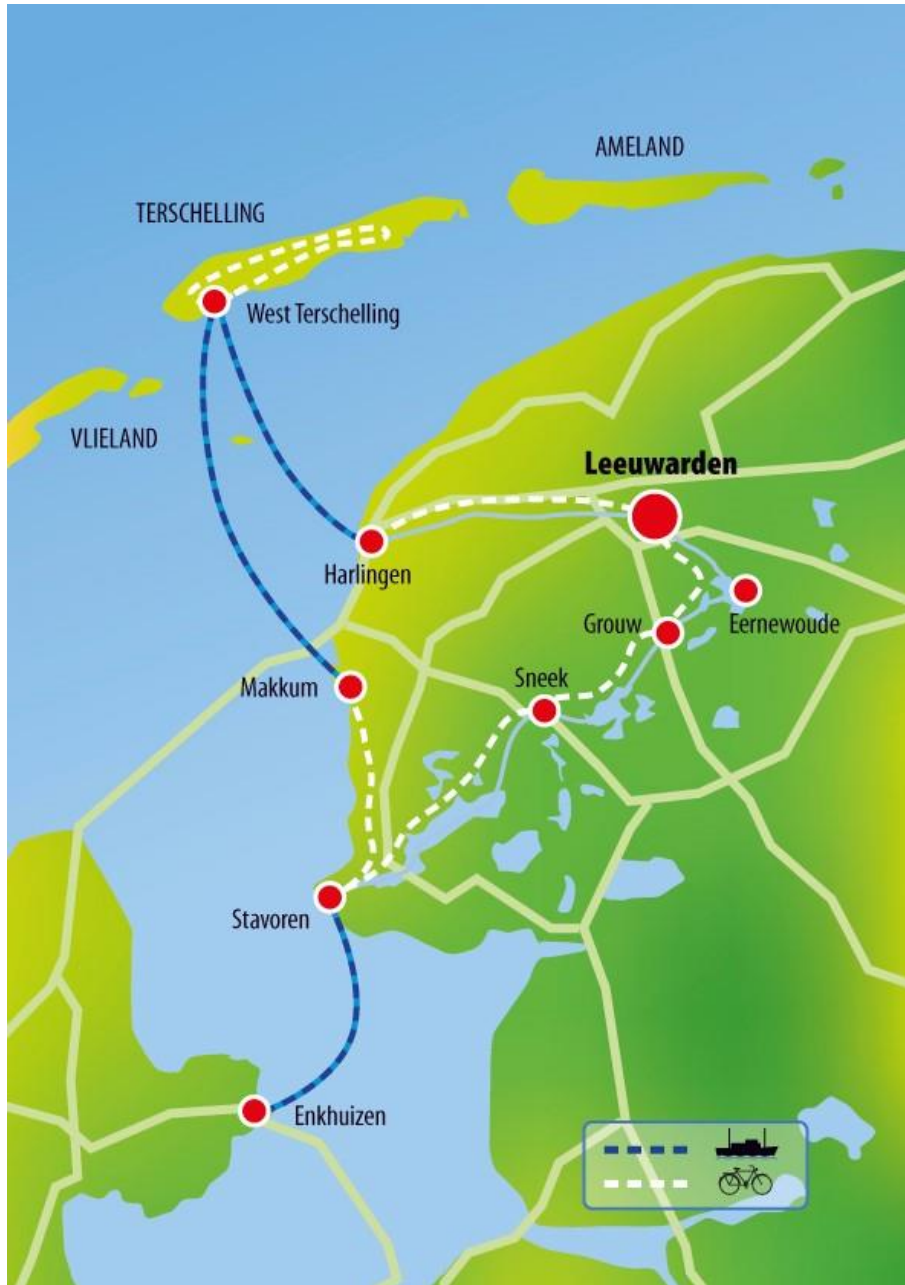 AMELAND
TERSCHELLING
West Terschelling
VLIELAND
Leeuwarden
Harlingen
Grouw
Eernewoude
Sneek
Makkum
Stavoren
Enkhuizen